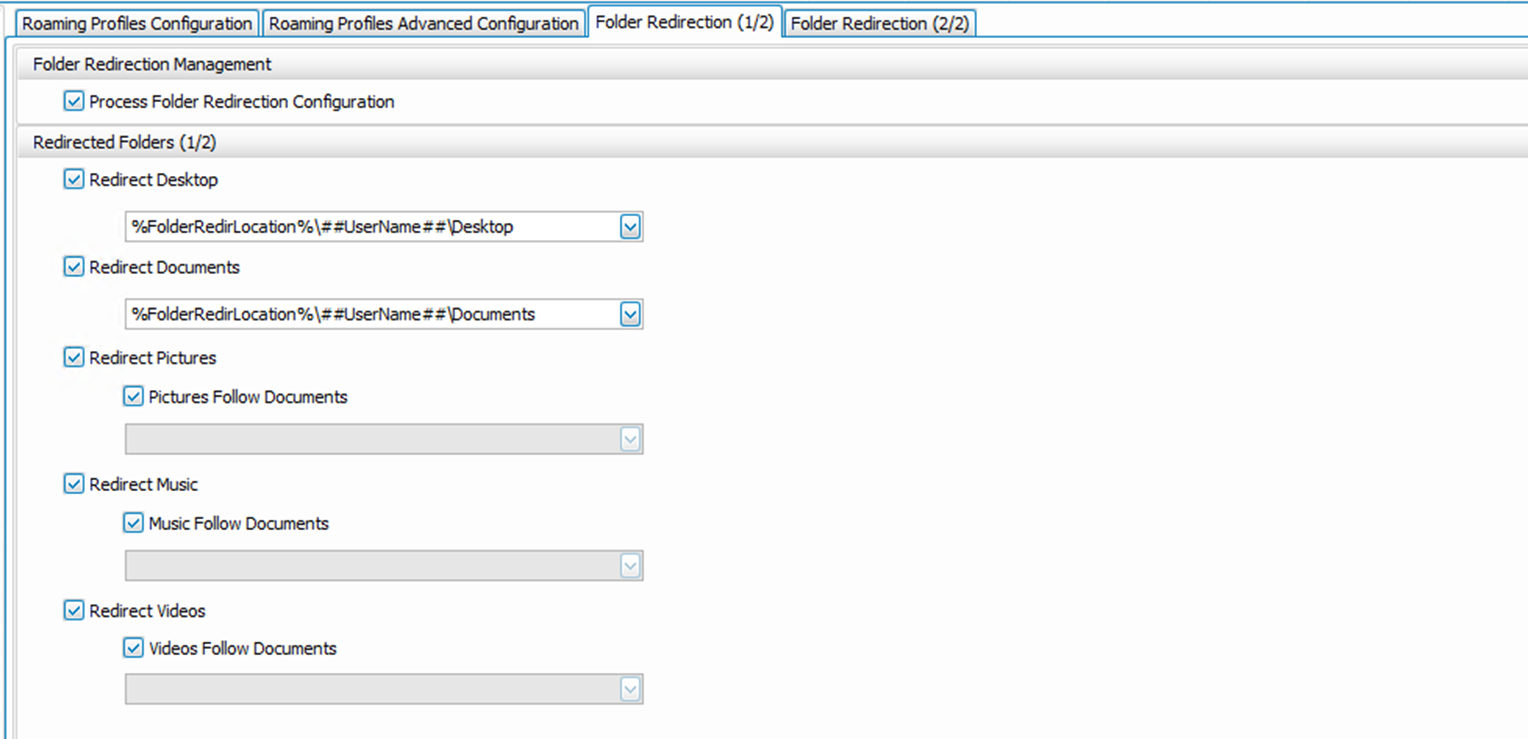 Roaming Profiles Configuration Roaming Profiles Advanced Configuration Folder Redirection (1/2) Folder Redirection (2/2)
Folder Redirection Management
Process Folder Redirection Configuration
Redirected Folders (1/2)
Redirect Desktop
%FolderRedirLocation%\##UserName##\Desktop
Redirect Documents
%FolderRedirLocation%\##UserName##\Documents
Redirect Pictures
Pictures Follow Documents
Redirect Music
Music Follow Documents
Redirect Videos
Videos Follow Documents